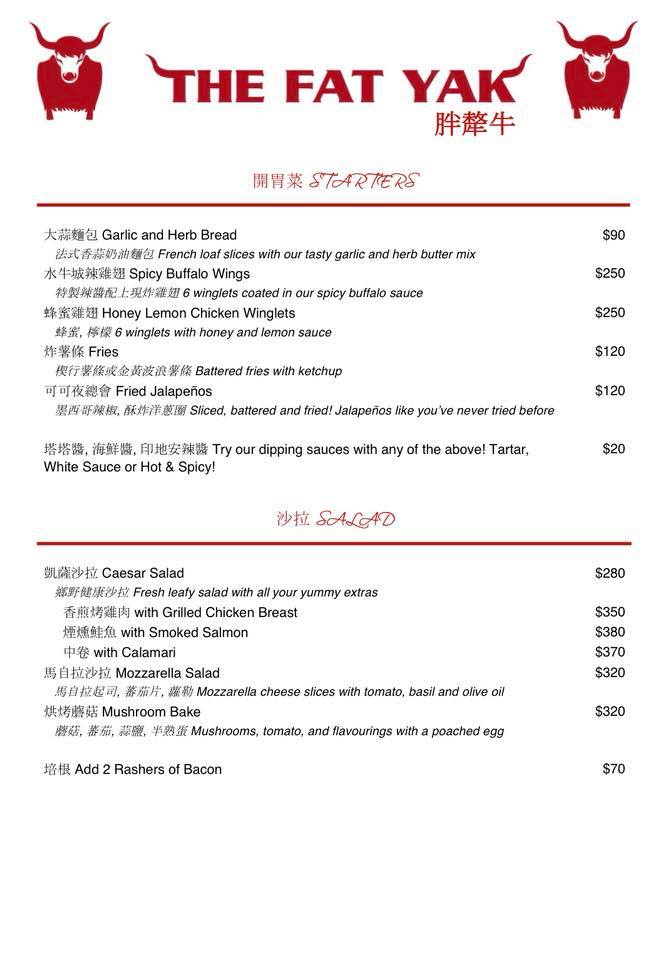 THE FAT YAK
胖犛牛
開胃菜 STARTERS
大蒜麵包 Garlic and Herb Bread $90
法式香蒜奶油麵包 French loaf slices with our tasty garlic and herb butter mix
水牛城辣雞翅 Spicy Buffalo Wings $250
特製辣醬配上現炸雞翅 6 winglets coated in our spicy buffalo sauce
蜂蜜雞翅 Honey Lemon Chicken Winglets $250
蜂蜜, 檸檬 6 winglets with honey and lemon sauce
炸薯條 Fries $120
楔行薯條或金黃波浪薯條 Battered fries with ketchup
可可夜總會 Fried Jalapeños $120
墨西哥辣椒, 酥炸洋蔥圈 Sliced, battered and fried! Jalapeños like you've never tried before
塔塔醬, 海鮮醬, 印地安辣醬 Try our dipping sauces with any of the above! Tartar, $20
White Sauce or Hot & Spicy!
沙拉 SALAD
凱薩沙拉 Caesar Salad $280
鄉野健康沙拉 Fresh leafy salad with all your yummy extras
香煎烤雞肉 with Grilled Chicken Breast $350
煙燻鮭魚 with Smoked Salmon $380
中卷 with Calamari $370
馬自拉沙拉 Mozzarella Salad $320
馬自拉起司, 蕃茄片, 蘿勒 Mozzarella cheese slices with tomato, basil and olive oil
烘烤蘑菇 Mushroom Bake $320
蘑菇, 蕃茄, 蒜鹽, 半熟蛋 Mushrooms, tomato, and flavourings with a poached egg
培根 Add 2 Rashers of Bacon $70